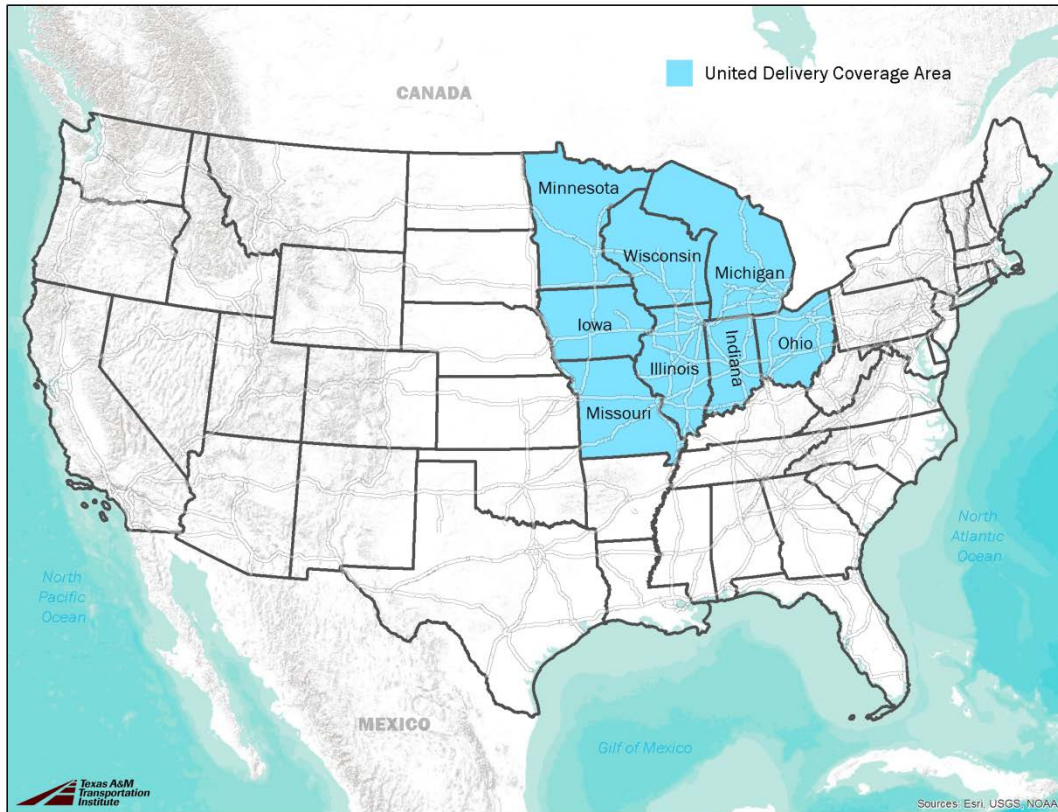 United Delivery Coverage Area
CANADA
Minnesota
Wisconsin
Michigan
Iowa
Ohio
Indiana
Illinois
Missouri
North
Atlantic
Ocean
North
Pacific
Ocean
MEXICO
Gilf of Mexico
Texas A&M
Transportation
Institute
Sources: Esri, USGS, NOAA